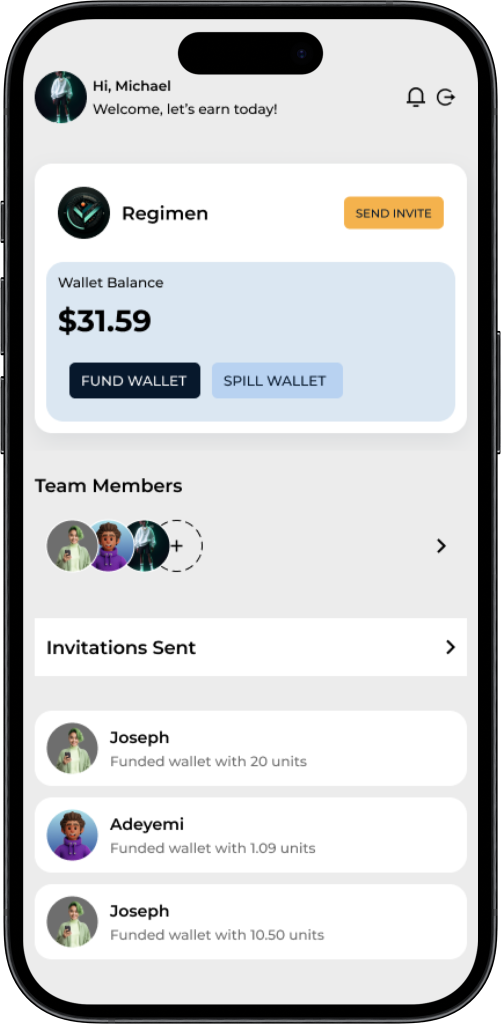 Hi, Michael
Welcome, let's earn today!
Regimen
SEND INVITE
Wallet Balance
$31.59
FUND WALLET
SPILL WALLET
Team Members
+
Invitations Sent
Joseph
Funded wallet with 20 units
Adeyemi
Funded wallet with 1.09 units
Joseph
Funded wallet with 10.50 units